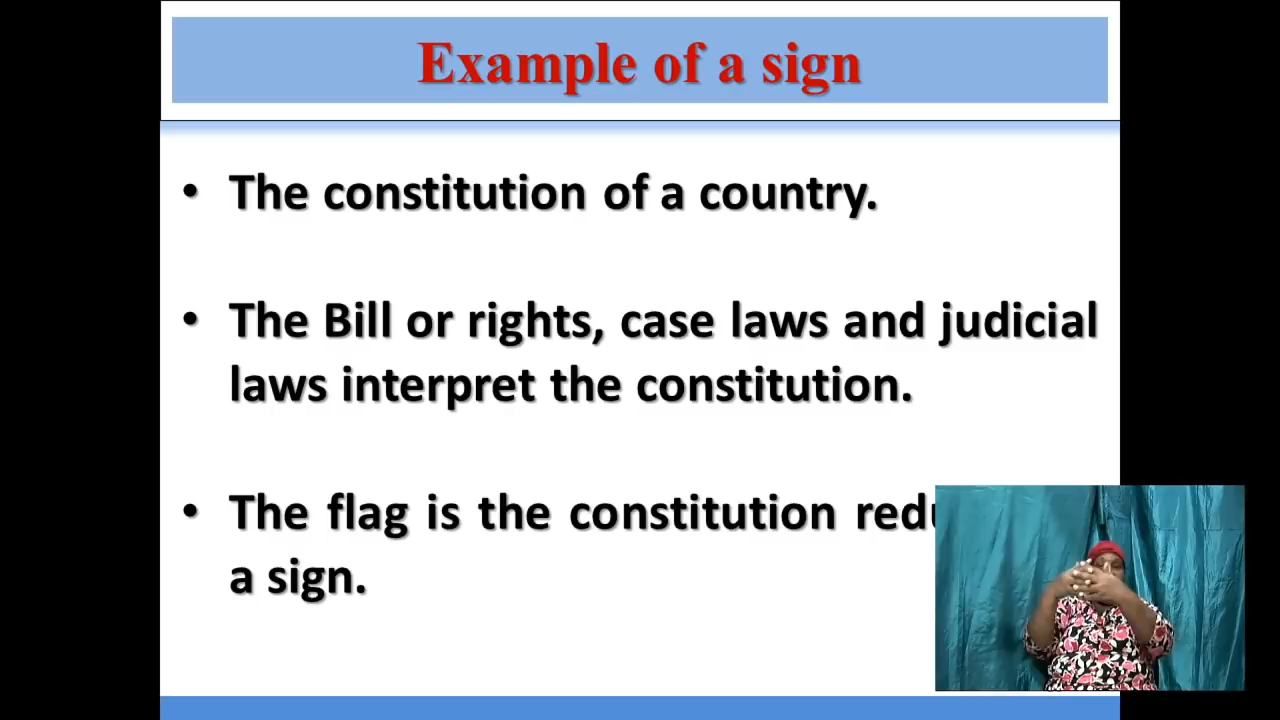 Example of a sign
• The constitution of a country.
• The Bill or rights, case laws and judicial
laws interpret the constitution.
• The flag is the constitution
a sign.